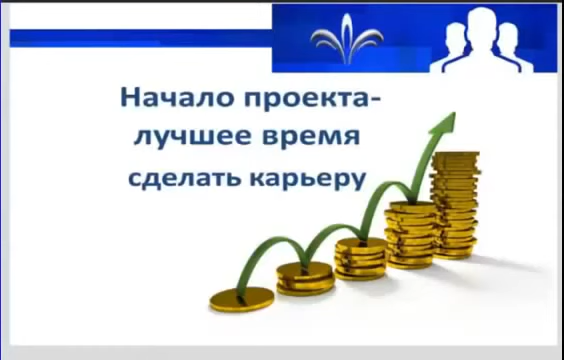 Начало проекта-
лучшее время
сделать карьеру